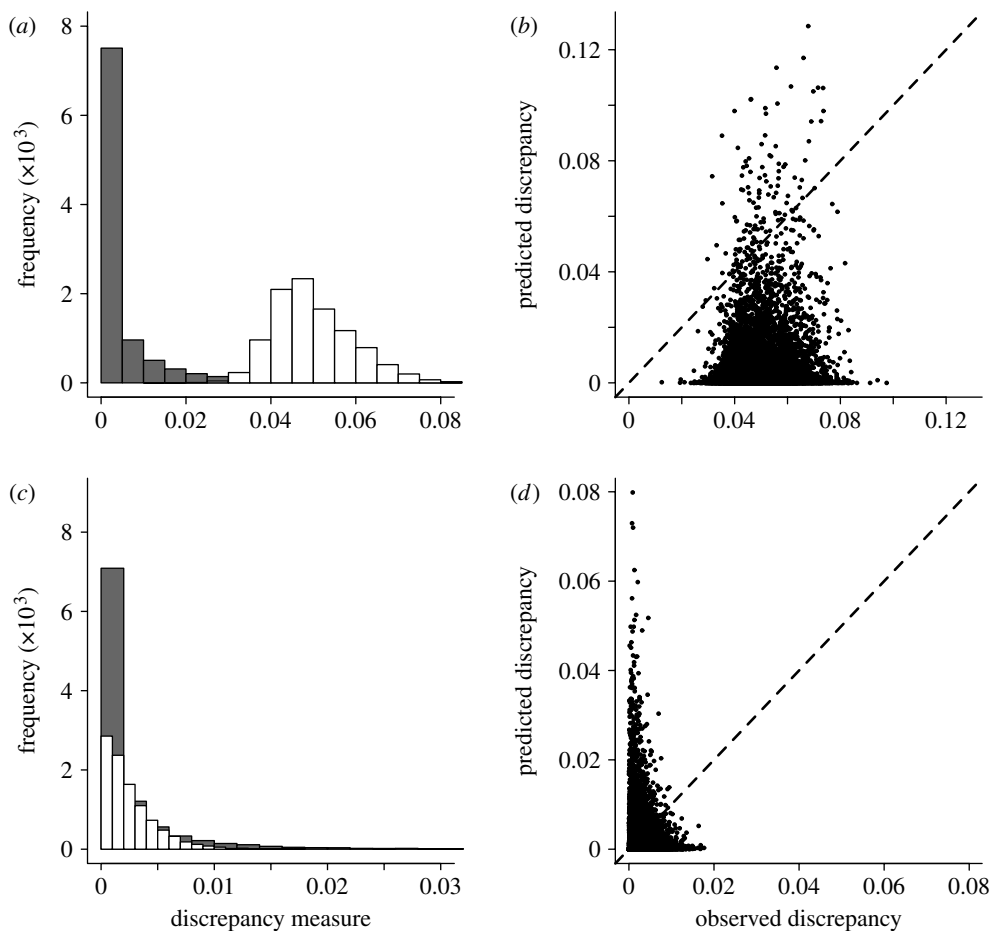 (a)
8
6
4
2
0
frequency (×10³)
0 0.02 0.04 0.06 0.08
(b)
0.12
0.08
0.04
0
predicted discrepancy
0 0.04 0.08 0.12
(c)
8
6
4
2
0
frequency (×10³)
0 0.01 0.02 0.03
discrepancy measure
(d)
0.08
0.06
0.04
0.02
0
predicted discrepancy
0 0.02 0.04 0.06 0.08
observed discrepancy